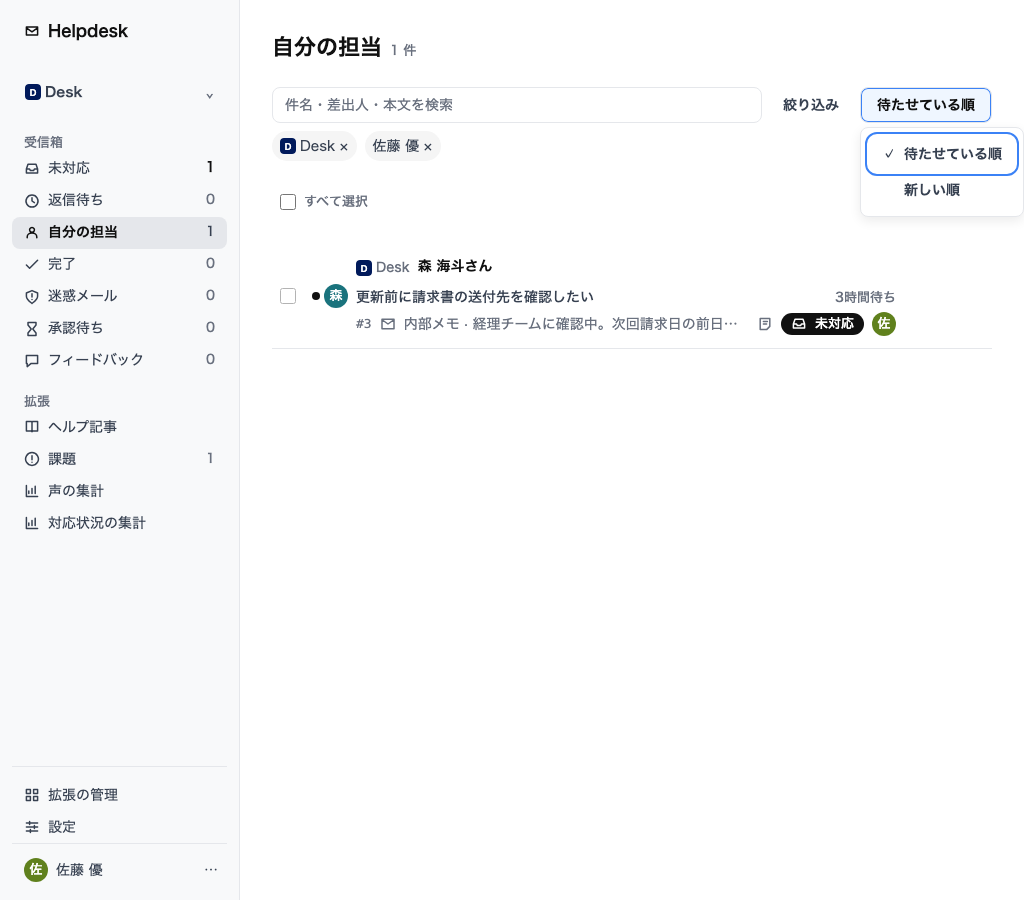 Helpdesk
D Desk
受信箱
未対応 1
返信待ち 0
自分の担当 1
完了 0
迷惑メール 0
承認待ち 0
フィードバック 0
拡張
ヘルプ記事
課題 1
声の集計
対応状況の集計
拡張の管理
設定
佐 佐藤 優 …
自分の担当 1 件
件名・差出人・本文を検索 絞り込み 待たせている順
✓ 待たせている順
新しい順
D Desk × 佐藤 優 ×
すべて選択
D Desk 森 海斗さん
森 更新前に請求書の送付先を確認したい 3時間待ち
#3 内部メモ · 経理チームに確認中。次回請求日の前日… 未対応 佐